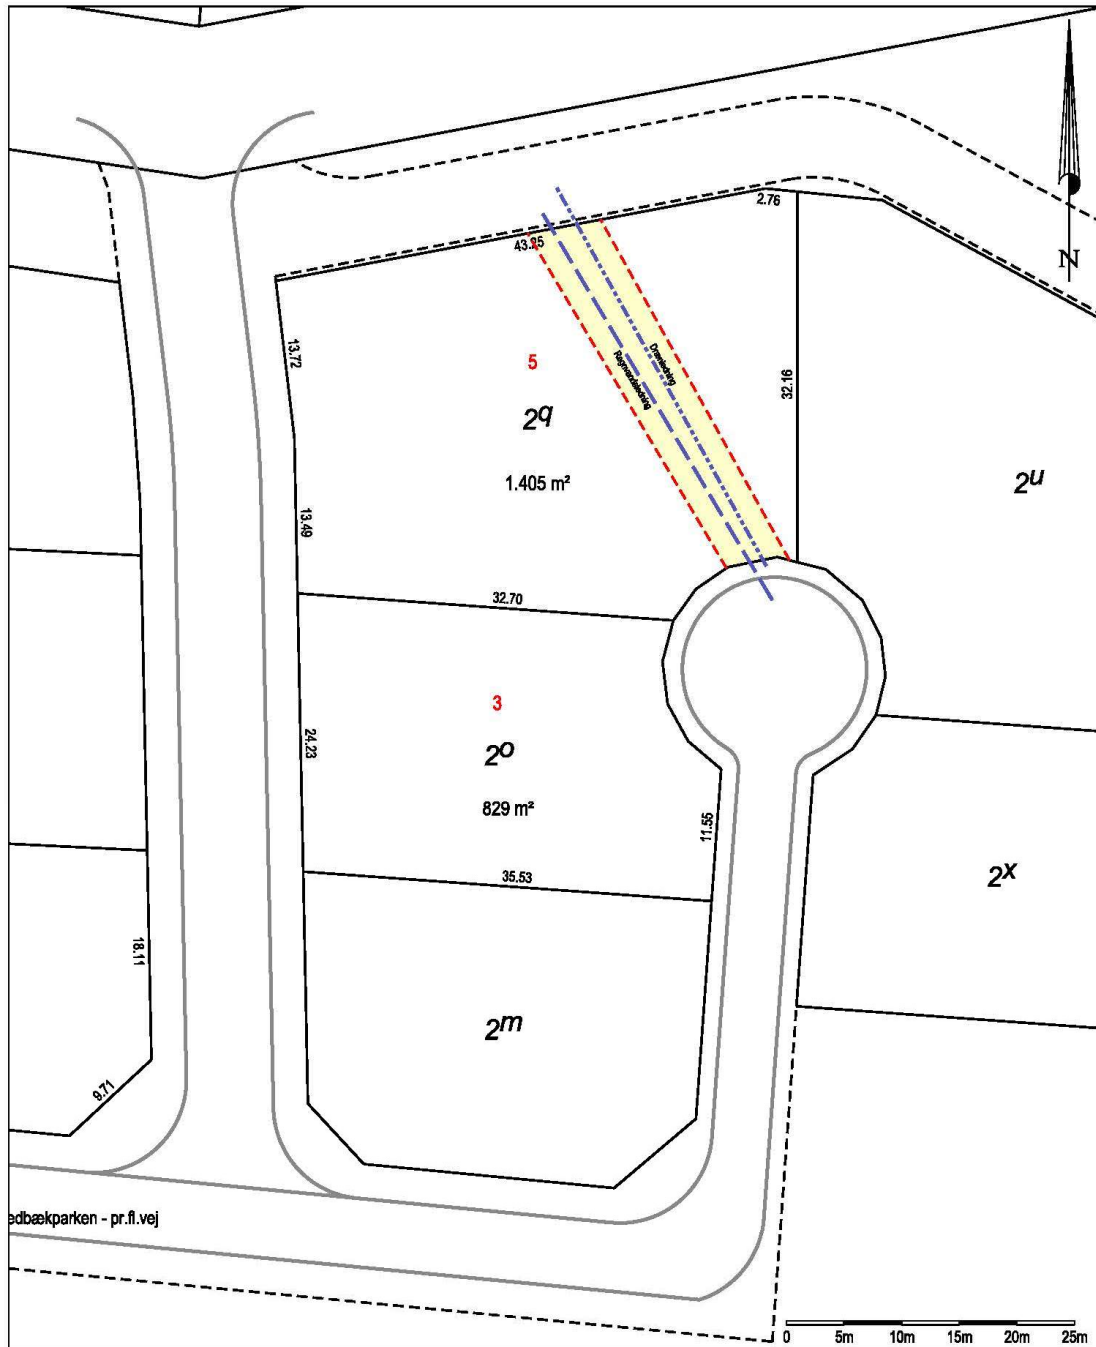 2.76
43.25
N
13.72
5
Drænledning
Regnvandsledning
32.16
2q
2u
1.405 m²
13.49
32.70
3
24.23
2o
829 m²
11.55
35.53
2x
18.11
2m
9.71
edbækparken - pr.fl.vej
0 5m 10m 15m 20m 25m